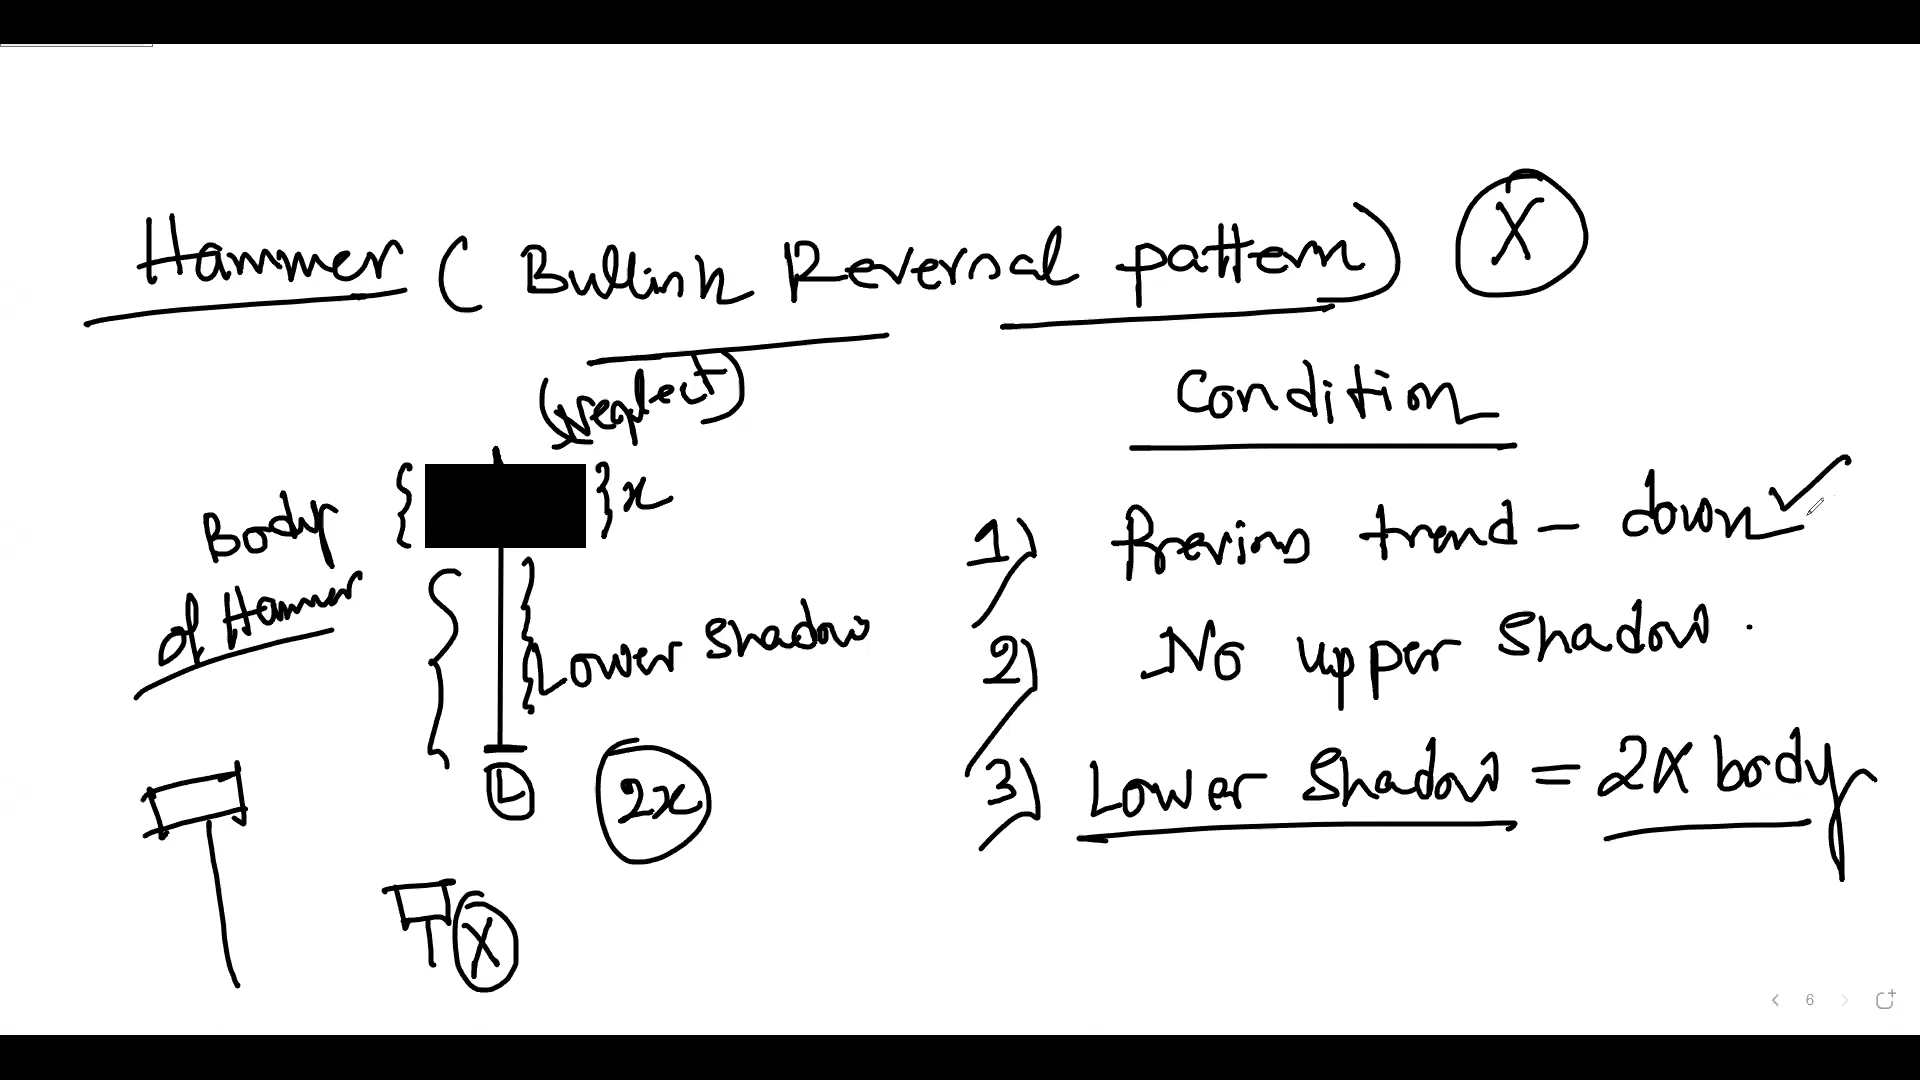 Hammer ( Bullish Reversal pattern) X
(Neglect)
Condition
} x
Body
of Hammer
1) Previous trend - down ✓
Lower shadow
2) No upper shadow .
L
2x
3) Lower shadow = 2x body
X
6